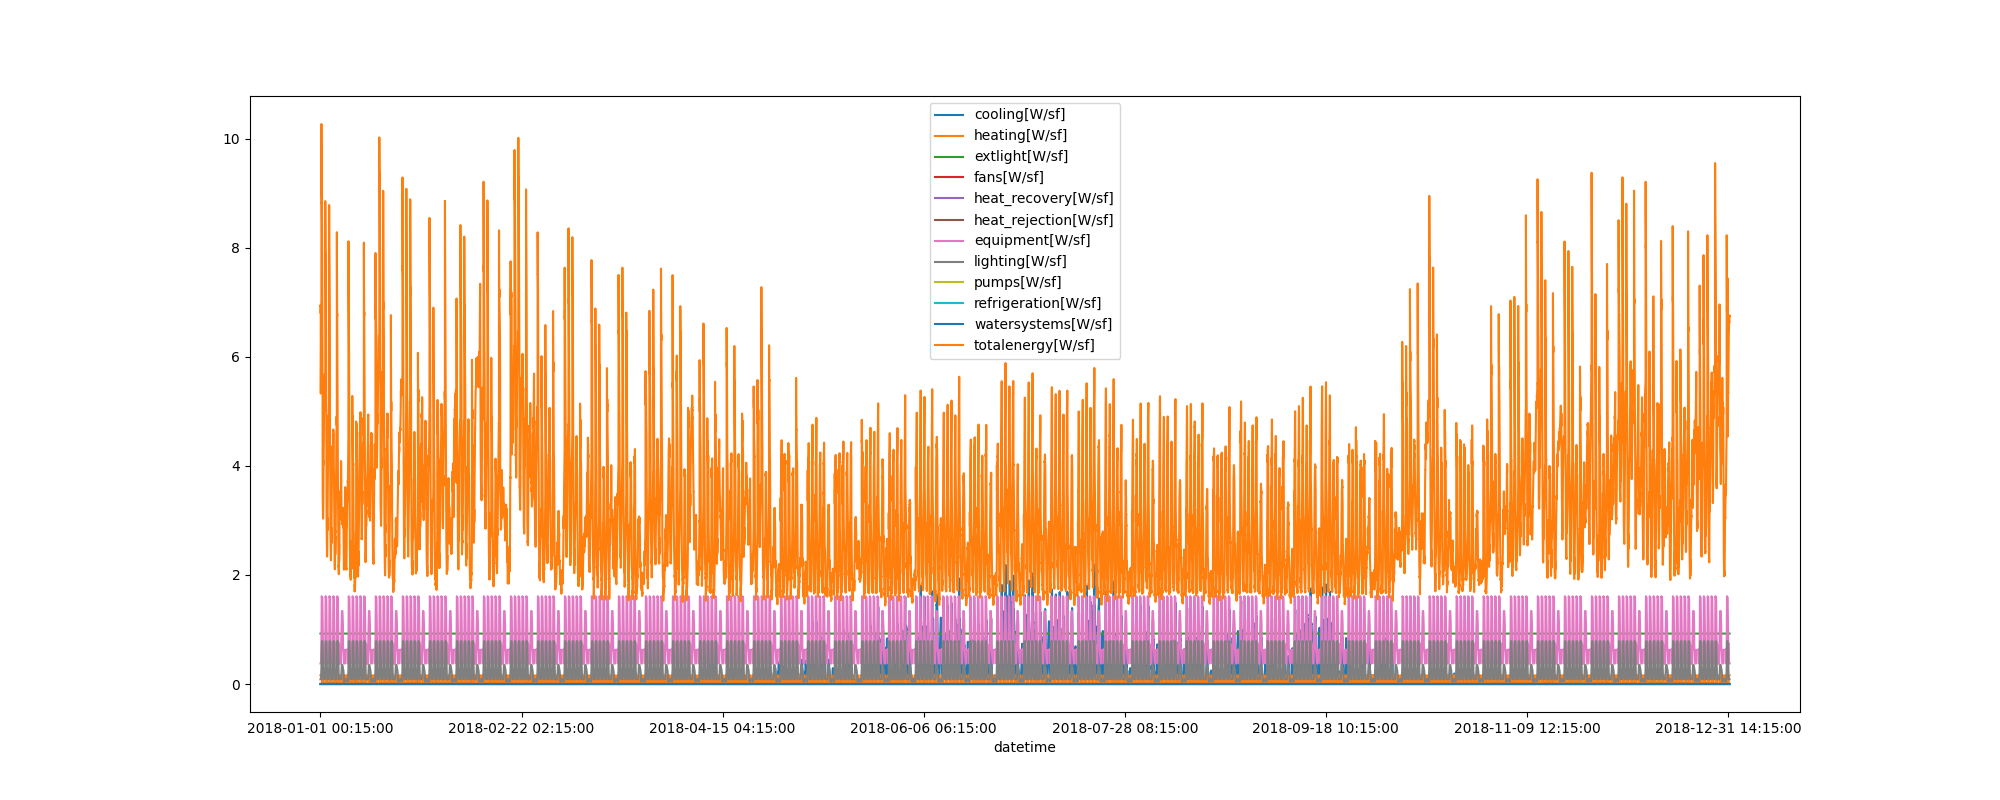 cooling[W/sf]
heating[W/sf]
extlight[W/sf]
fans[W/sf]
heat_recovery[W/sf]
heat_rejection[W/sf]
equipment[W/sf]
lighting[W/sf]
pumps[W/sf]
refrigeration[W/sf]
watersystems[W/sf]
totalenergy[W/sf]
10
8
6
4
2
0
2018-01-01 00:15:00 2018-02-22 02:15:00 2018-04-15 04:15:00 2018-06-06 06:15:00 2018-07-28 08:15:00 2018-09-18 10:15:00 2018-11-09 12:15:00 2018-12-31 14:15:00
datetime